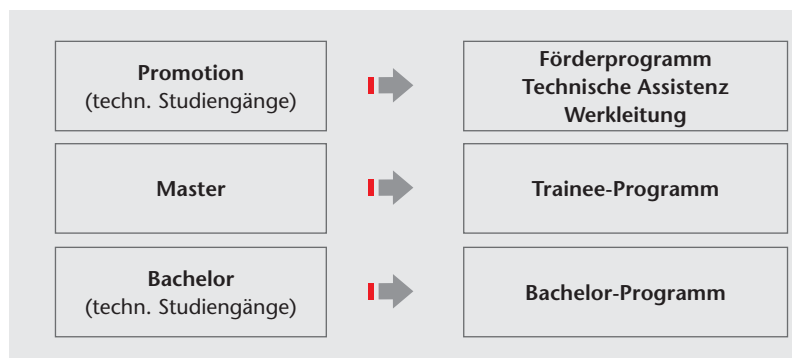 Promotion
(techn. Studiengänge)
Förderprogramm
Technische Assistenz
Werkleitung
Master
Trainee-Programm
Bachelor
(techn. Studiengänge)
Bachelor-Programm